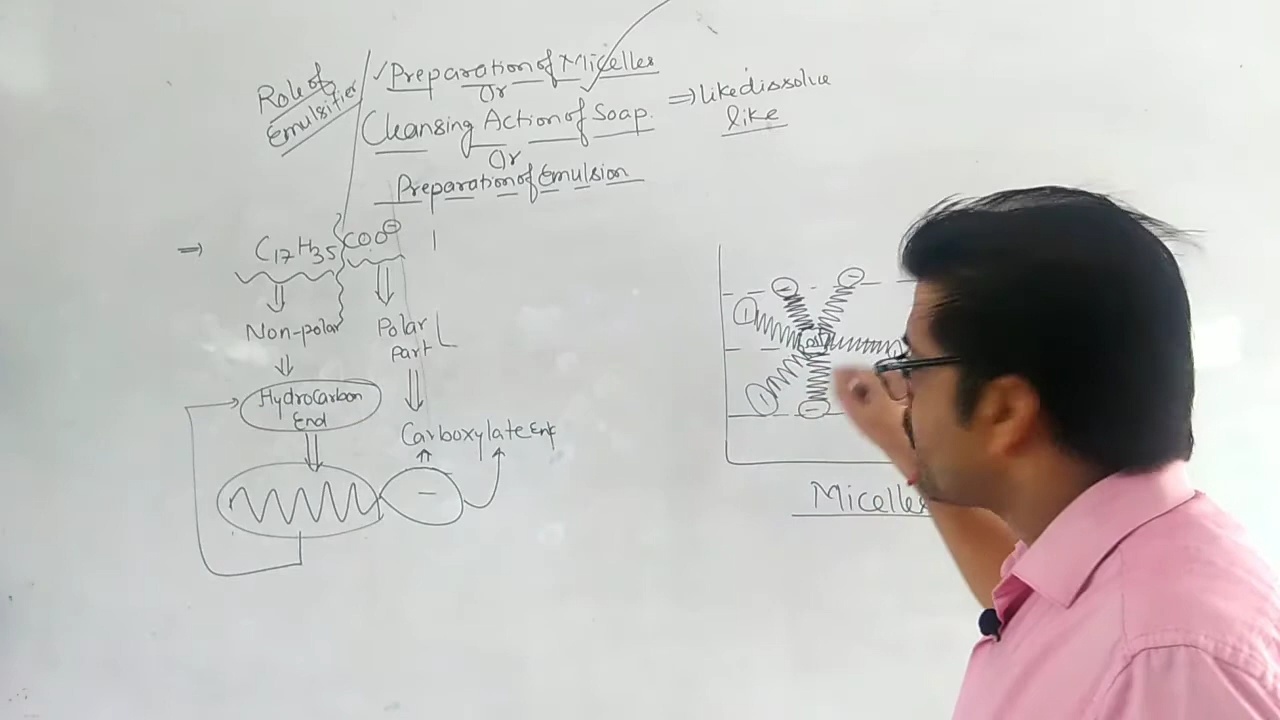 Role of
Emulsifier
✓ Preparation of Micelles
Or
Cleansing Action of Soap.
Or
Preparation of Emulsion
⇒ like dissolve
like
⇒ C17H35COO⊖
Non-polar
Polar
Part
HydroCarbon
End
Carboxylate End
−
Micelles